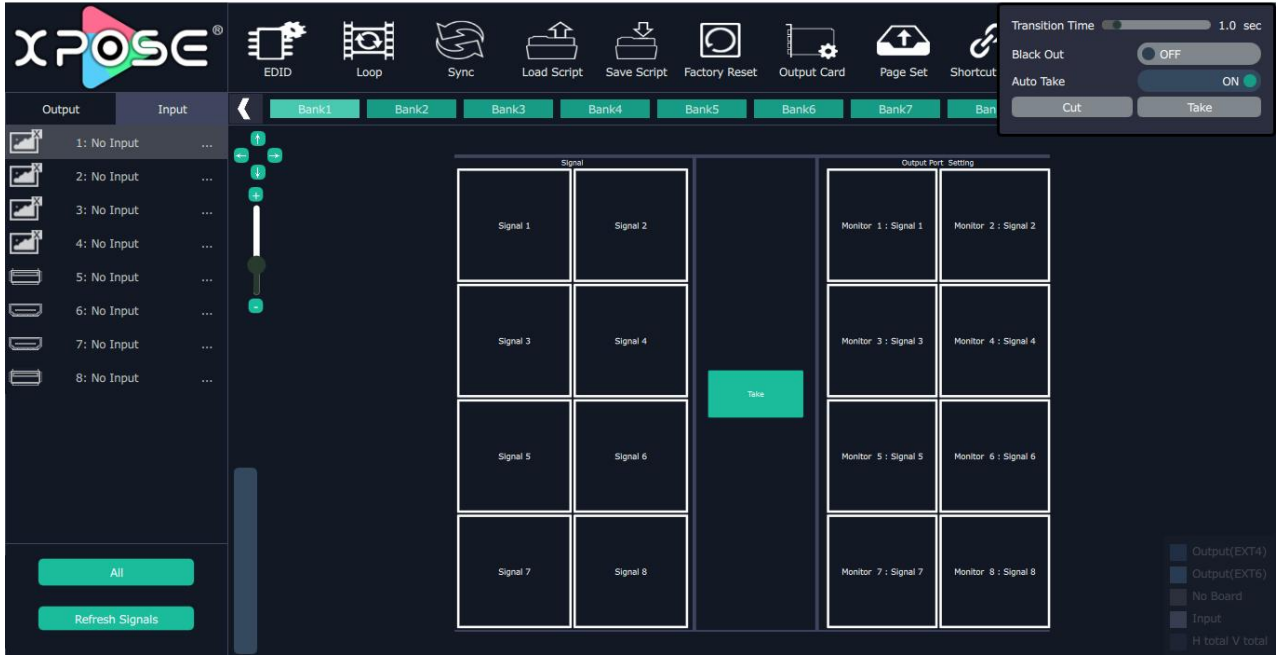 XPOSE®
EDID
Loop
Sync
Load Script
Save Script
Factory Reset
Output Card
Page Set
Shortcut
Transition Time 1.0 sec
Black Out OFF
Auto Take ON
Cut Take
Output Input
Bank1 Bank2 Bank3 Bank4 Bank5 Bank6 Bank7 Ban
1: No Input ...
2: No Input ...
3: No Input ...
4: No Input ...
5: No Input ...
6: No Input ...
7: No Input ...
8: No Input ...
All
Refresh Signals
+
-
Signal
Signal 1 Signal 2
Signal 3 Signal 4
Signal 5 Signal 6
Signal 7 Signal 8
Take
Output Port Setting
Monitor 1 : Signal 1 Monitor 2 : Signal 2
Monitor 3 : Signal 3 Monitor 4 : Signal 4
Monitor 5 : Signal 5 Monitor 6 : Signal 6
Monitor 7 : Signal 7 Monitor 8 : Signal 8
Output(EXT4)
Output(EXT6)
No Board
Input
H total V total